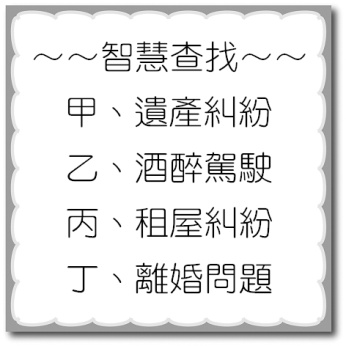 ～～智慧查找～～
甲、遺產糾紛
乙、酒醉駕駛
丙、租屋糾紛
丁、離婚問題